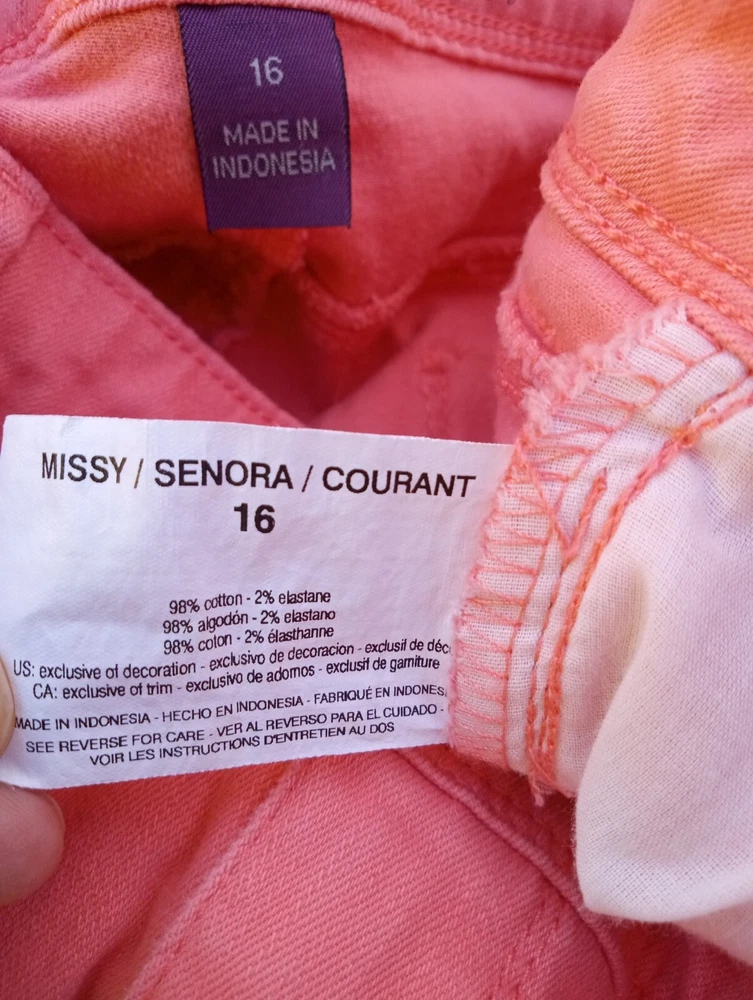 16
MADE IN
INDONESIA
MISSY / SENORA / COURANT
16
98% cotton - 2% elastane
98% algodón - 2% elastano
98% coton - 2% élasthanne
US: exclusive of decoration - exclusivo de decoracion - exclusif de
CA: exclusive of trim - exclusivo de adornos - exclusif de garniture
MADE IN INDONESIA - HECHO EN INDONESIA - FABRIQUÉ EN
SEE REVERSE FOR CARE - VER AL REVERSO PARA EL CUIDADO -
VOIR LES INSTRUCTIONS D'ENTRETIEN AU DOS